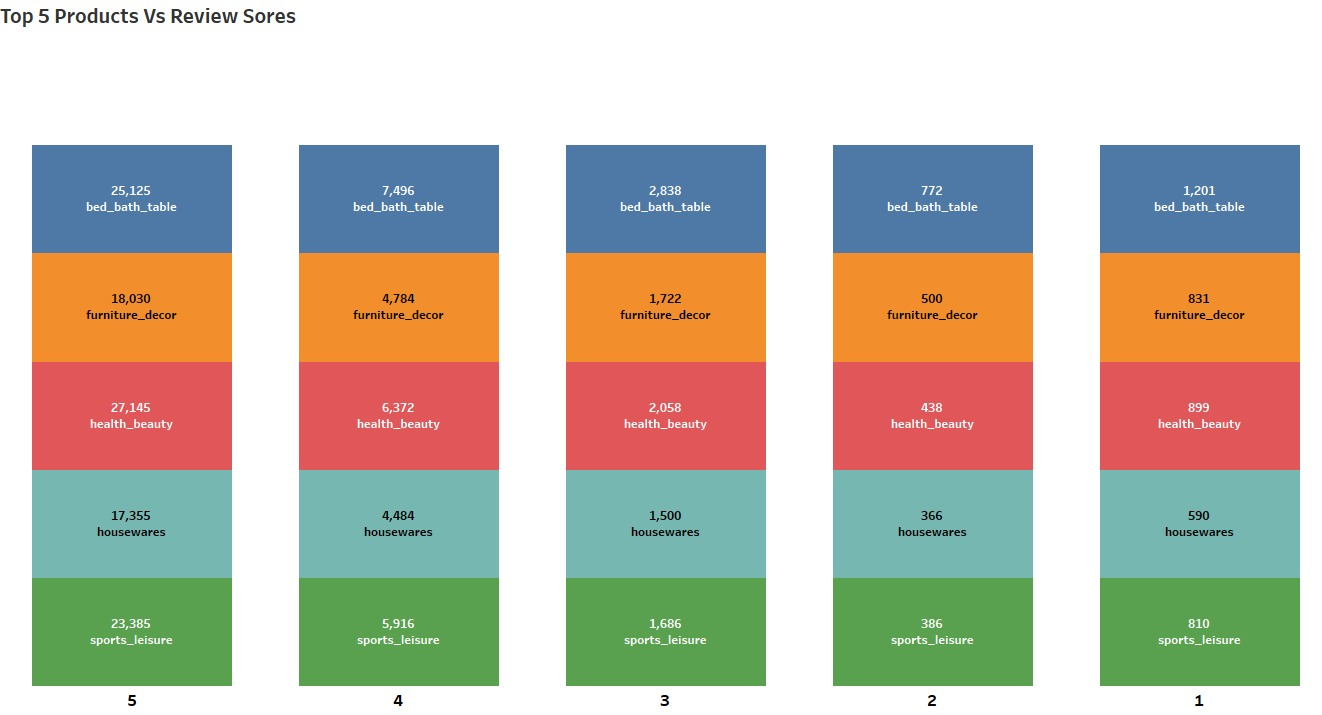 Top 5 Products Vs Review Sores
25,125
bed_bath_table
7,496
bed_bath_table
2,838
bed_bath_table
772
bed_bath_table
1,201
bed_bath_table
18,030
furniture_decor
4,784
furniture_decor
1,722
furniture_decor
500
furniture_decor
831
furniture_decor
27,145
health_beauty
6,372
health_beauty
2,058
health_beauty
438
health_beauty
899
health_beauty
17,355
housewares
4,484
housewares
1,500
housewares
366
housewares
590
housewares
23,385
sports_leisure
5,916
sports_leisure
1,686
sports_leisure
386
sports_leisure
810
sports_leisure
5
4
3
2
1